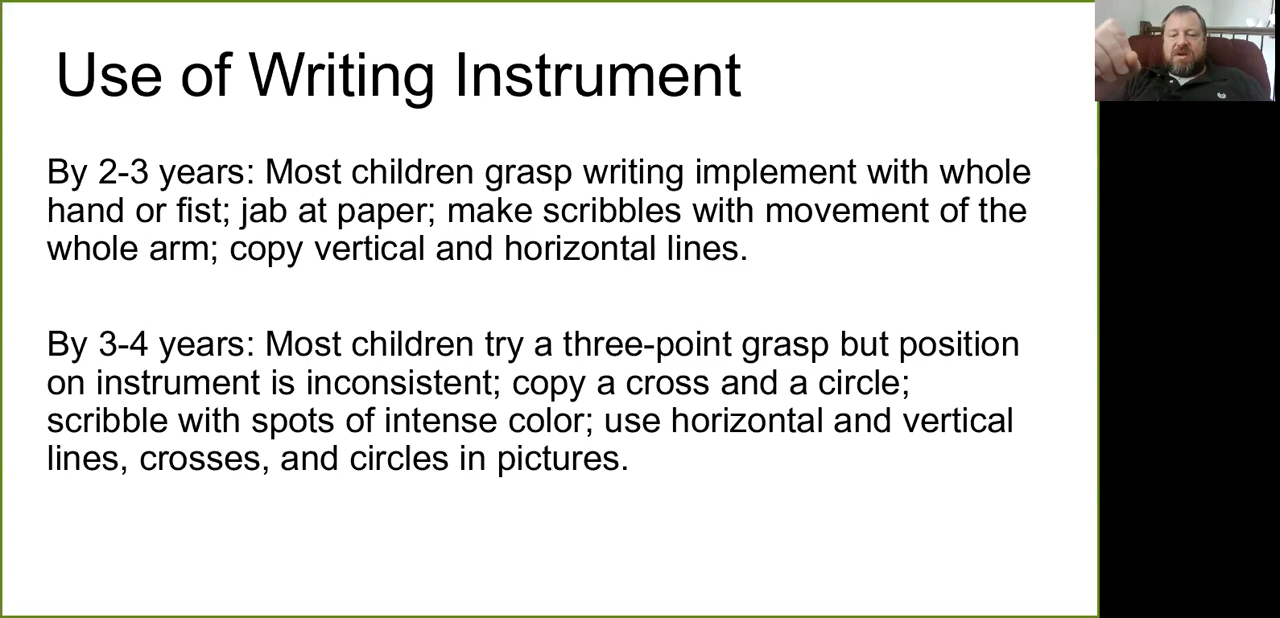 Use of Writing Instrument
By 2-3 years: Most children grasp writing implement with whole
hand or fist; jab at paper; make scribbles with movement of the
whole arm; copy vertical and horizontal lines.
By 3-4 years: Most children try a three-point grasp but position
on instrument is inconsistent; copy a cross and a circle;
scribble with spots of intense color; use horizontal and vertical
lines, crosses, and circles in pictures.